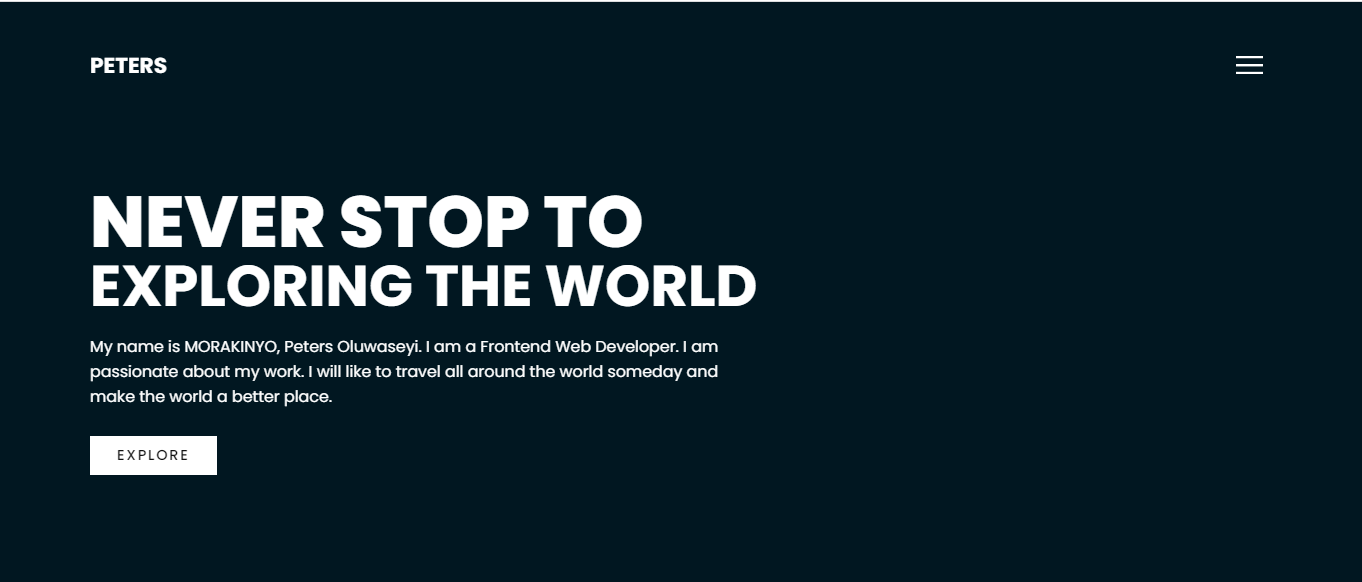 PETERS
NEVER STOP TO
EXPLORING THE WORLD
My name is MORAKINYO, Peters Oluwaseyi. I am a Frontend Web Developer. I am
passionate about my work. I will like to travel all around the world someday and
make the world a better place.
EXPLORE